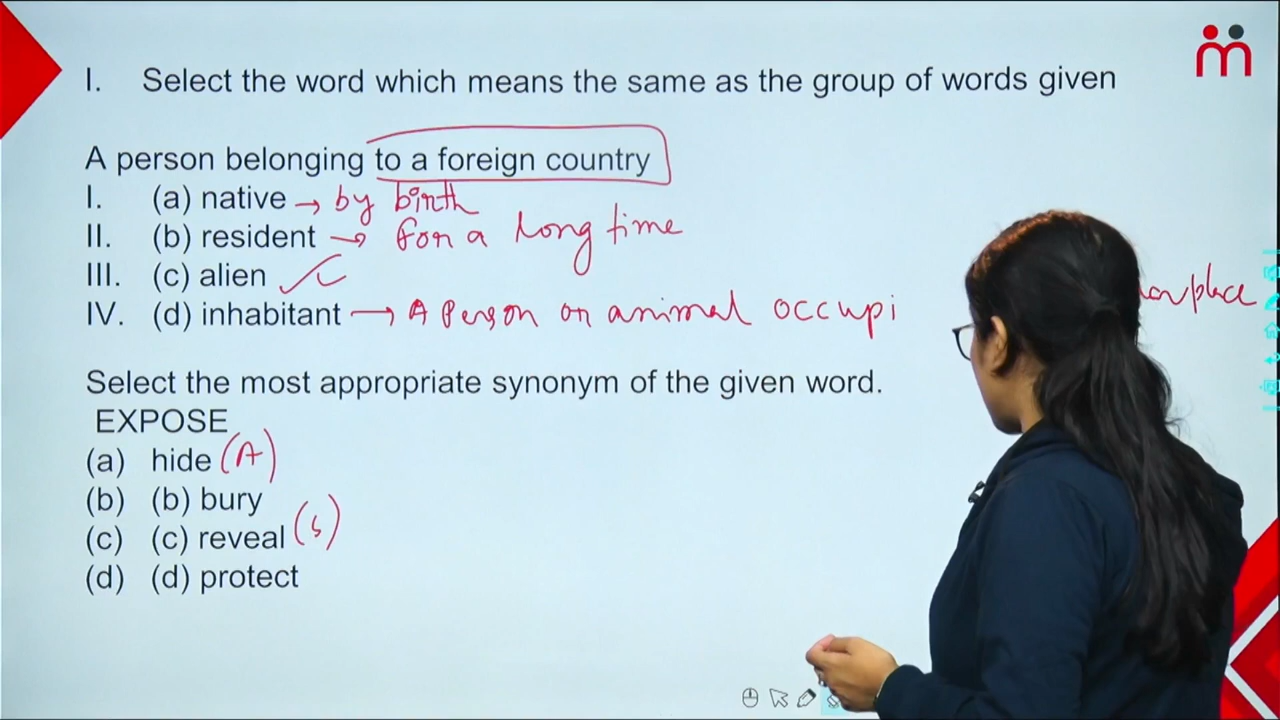 I. Select the word which means the same as the group of words given
A person belonging to a foreign country
I. (a) native → by birth
II. (b) resident → for a long time
III. (c) alien ✓
IV. (d) inhabitant → A Person or animal occupi place
Select the most appropriate synonym of the given word.
EXPOSE
(a) hide (A)
(b) (b) bury
(c) (c) reveal (s)
(d) (d) protect